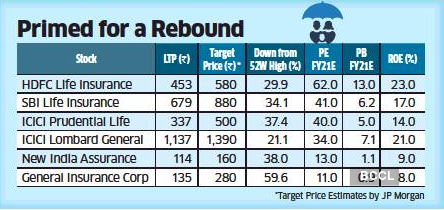 Primed for a Rebound
Stock LTP (₹) Target Price (₹)* Down from 52W High (%) PE FY21E PB FY21E ROE (%)
HDFC Life Insurance 453 580 29.9 62.0 13.0 23.0
SBI Life Insurance 679 880 34.1 41.0 6.2 17.0
ICICI Prudential Life 337 500 37.4 40.0 5.0 14.0
ICICI Lombard General 1,137 1,390 21.1 34.0 7.1 21.0
New India Assurance 114 160 38.0 13.0 1.1 9.0
General Insurance Corp 135 280 59.6 11.0 8.0
BCCL
*Target Price Estimates by JP Morgan